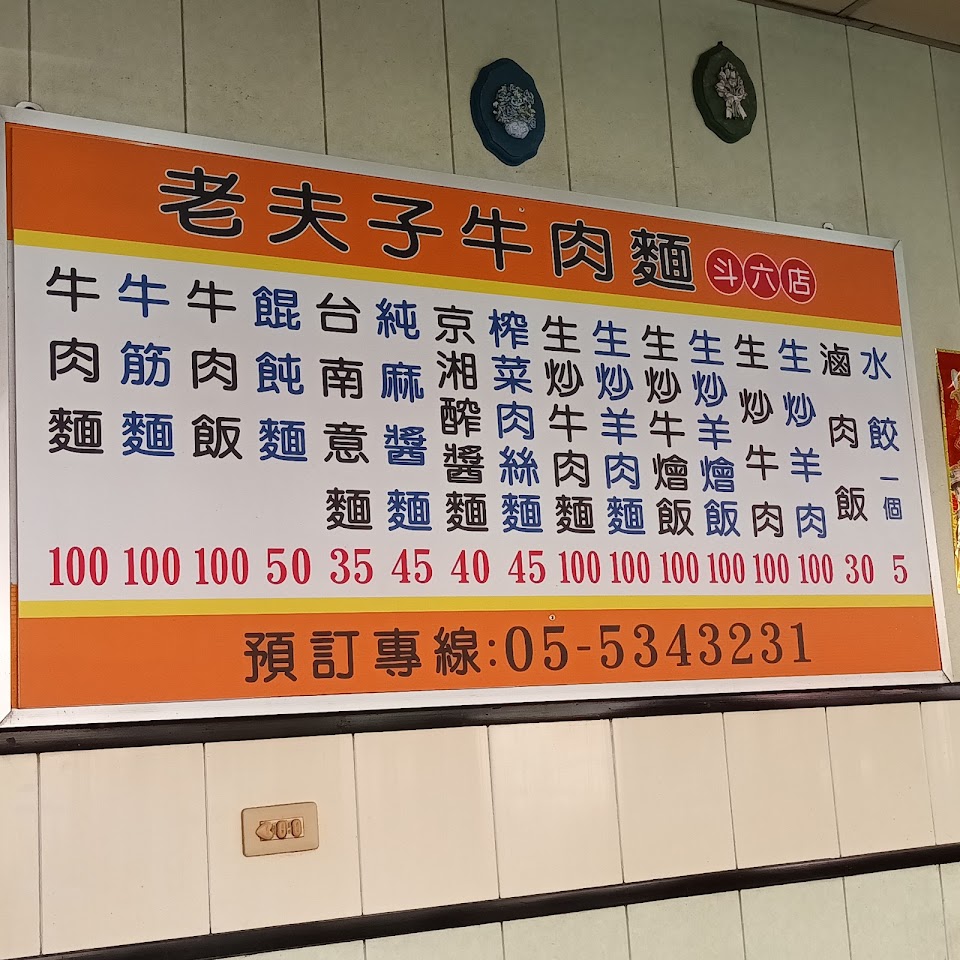 老夫子牛肉麵 斗六店
牛肉麵 100
牛筋麵 100
牛肉飯 100
餛飩麵 50
台南意麵 35
純麻醬麵 45
京湘醡醬麵 40
榨菜肉絲麵 45
生炒牛肉麵 100
生炒羊肉麵 100
生炒牛燴飯 100
生炒羊燴飯 100
生炒牛肉 100
生炒羊肉 100
滷肉飯 30
水餃一個 5
預訂專線:05-5343231